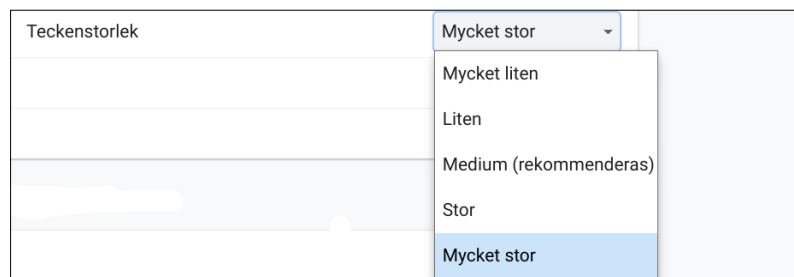 Teckenstorlek Mycket stor
Mycket liten
Liten
Medium (rekommenderas)
Stor
Mycket stor